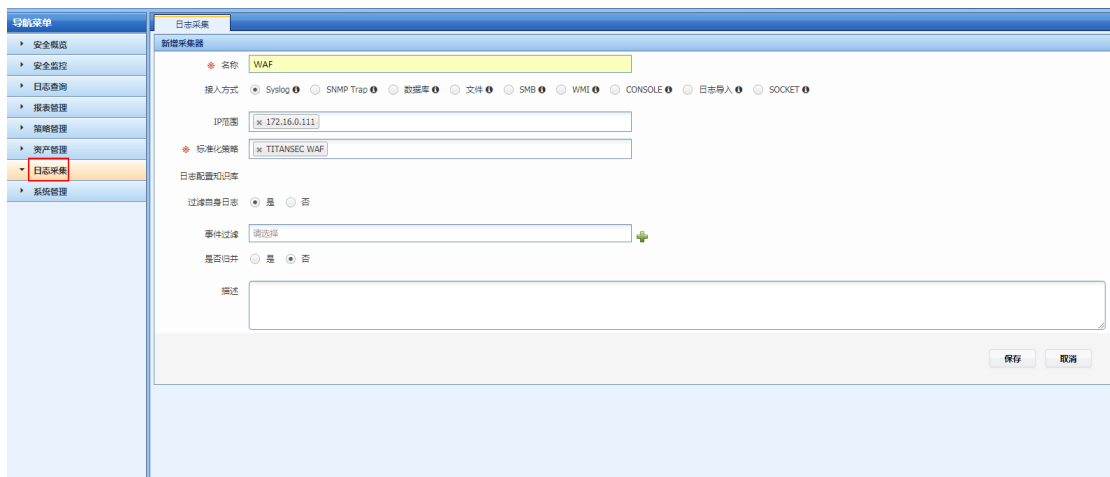 导航菜单
安全概览
安全监控
日志查询
报表管理
策略管理
资产管理
日志采集
系统管理
日志采集
新增采集器
※ 名称 WAF
接入方式 Syslog SNMP Trap 数据库 文件 SMB WMI CONSOLE 日志导入 SOCKET
IP范围 × 172.16.0.111
※ 标准化策略 × TITANSEC WAF
日志配置知识库
过滤自身日志 是 否
事件过滤 请选择
是否归并 是 否
描述
保存 取消